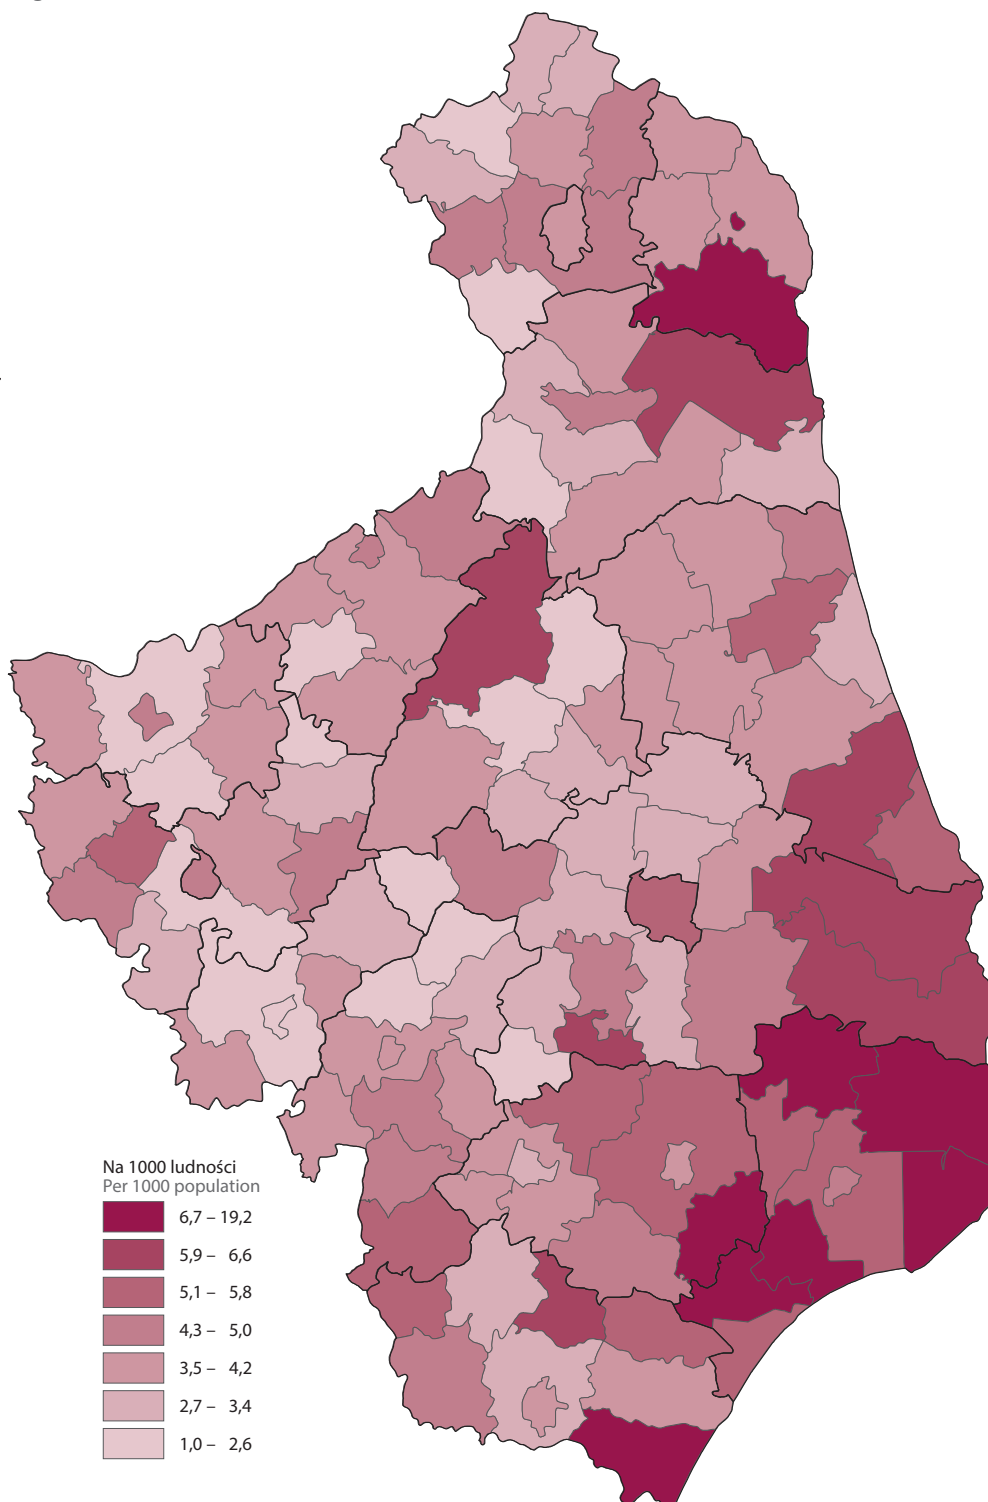 Na 1000 ludności
Per 1000 population
6,7 – 19,2
5,9 – 6,6
5,1 – 5,8
4,3 – 5,0
3,5 – 4,2
2,7 – 3,4
1,0 – 2,6